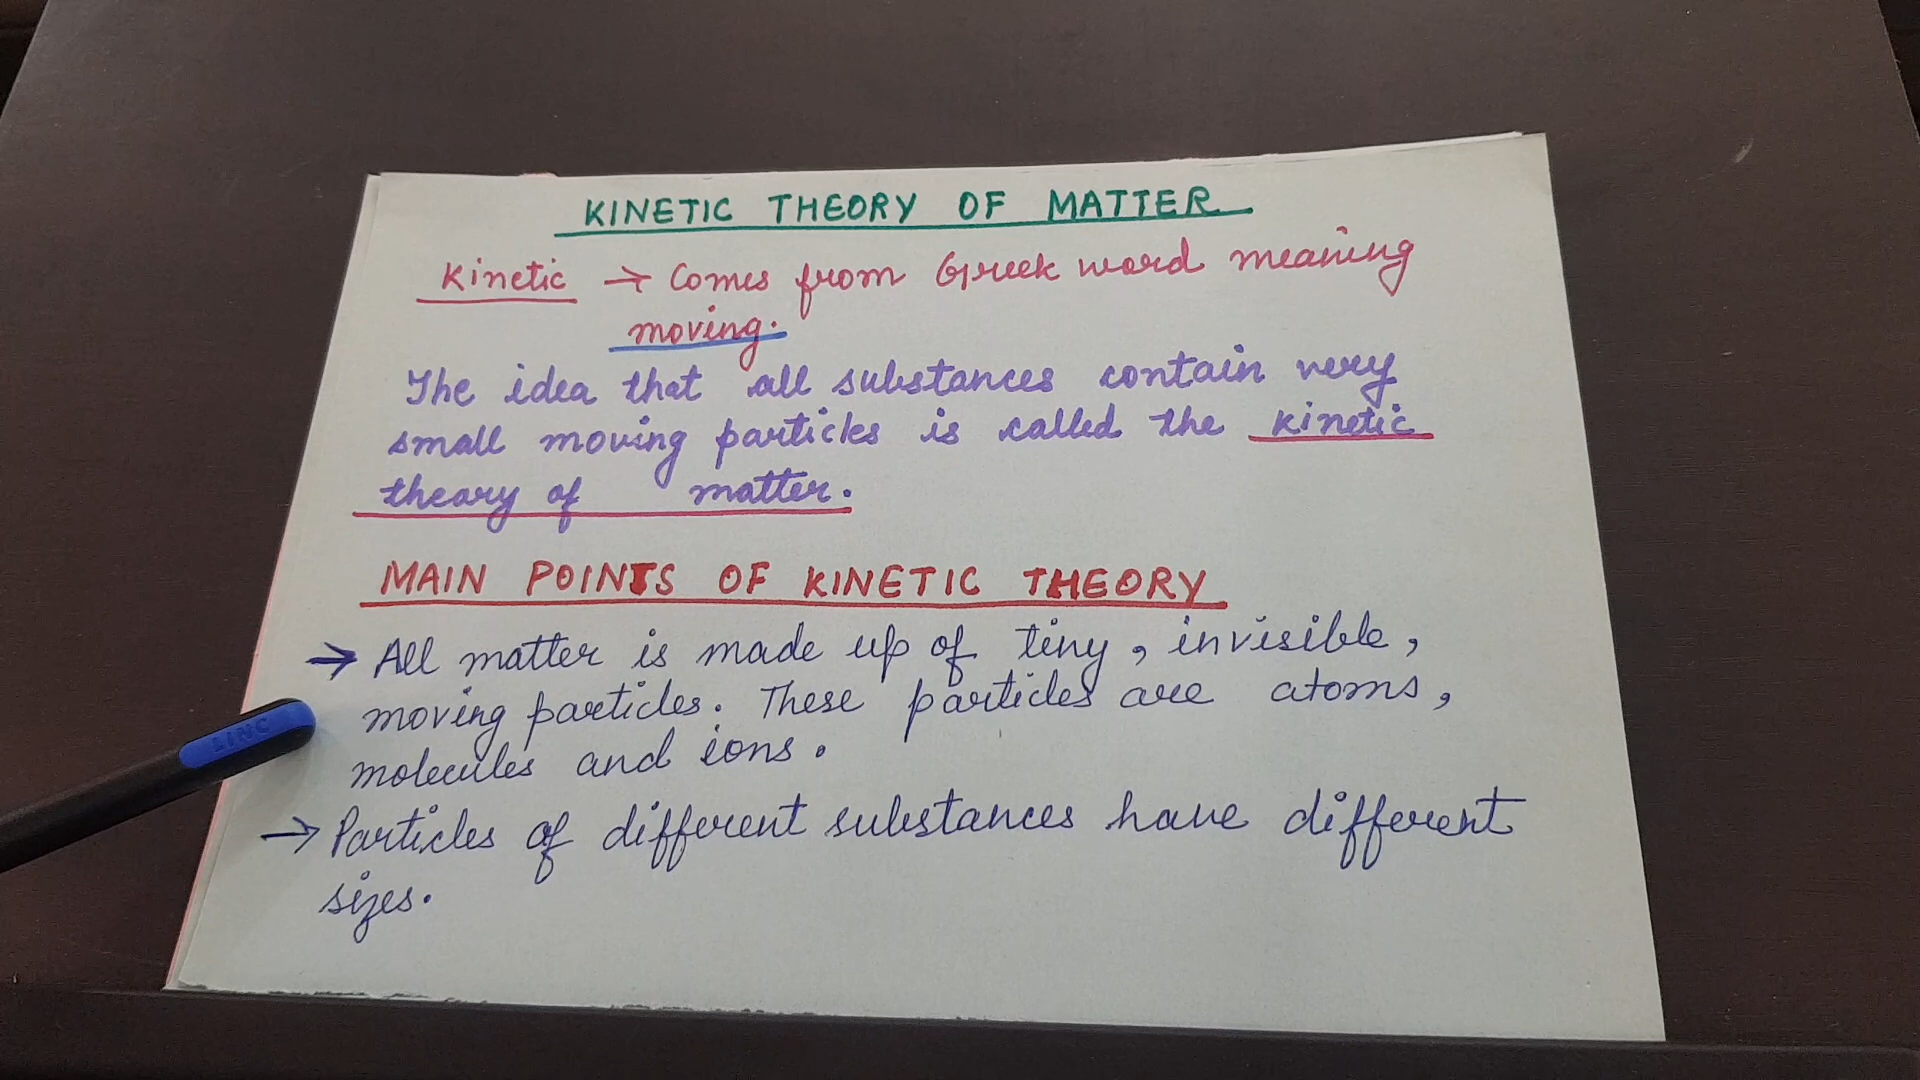 KINETIC THEORY OF MATTER
Kinetic → Comes from Greek word meaning
moving.
The idea that all substances contain very
small moving particles is called the kinetic
theory of matter.
MAIN POINTS OF KINETIC THEORY
→ All matter is made up of tiny, invisible,
moving particles. These particles are atoms,
molecules and ions.
→ Particles of different substances have different
sizes.
LINC